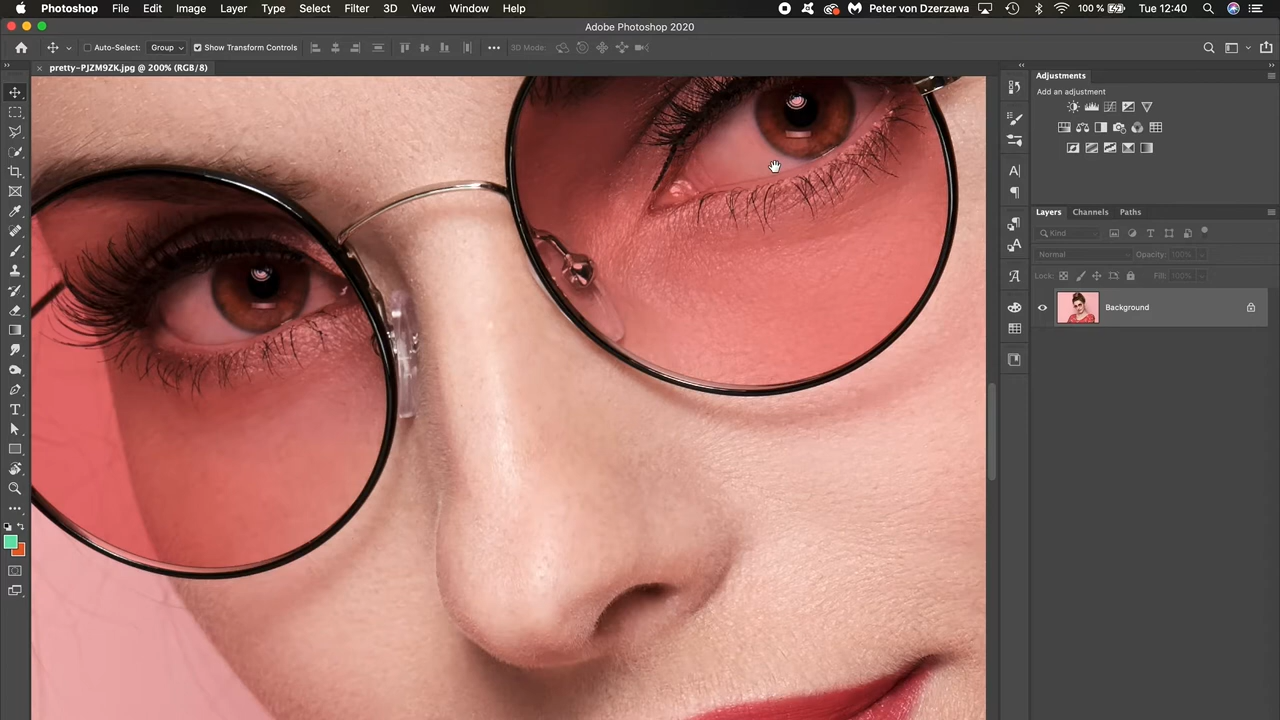 Photoshop File Edit Image Layer Type Select Filter 3D View Window Help Peter von Dzerzawa 100 % Tue 12:40
Adobe Photoshop 2020
Auto-Select: Group Show Transform Controls 3D Mode:
pretty-PJZM9ZK.jpg @ 200% (RGB/8)
Adjustments
Add an adjustment
Layers Channels Paths
Kind
Normal Opacity: 100%
Lock: Fill: 100%
Background